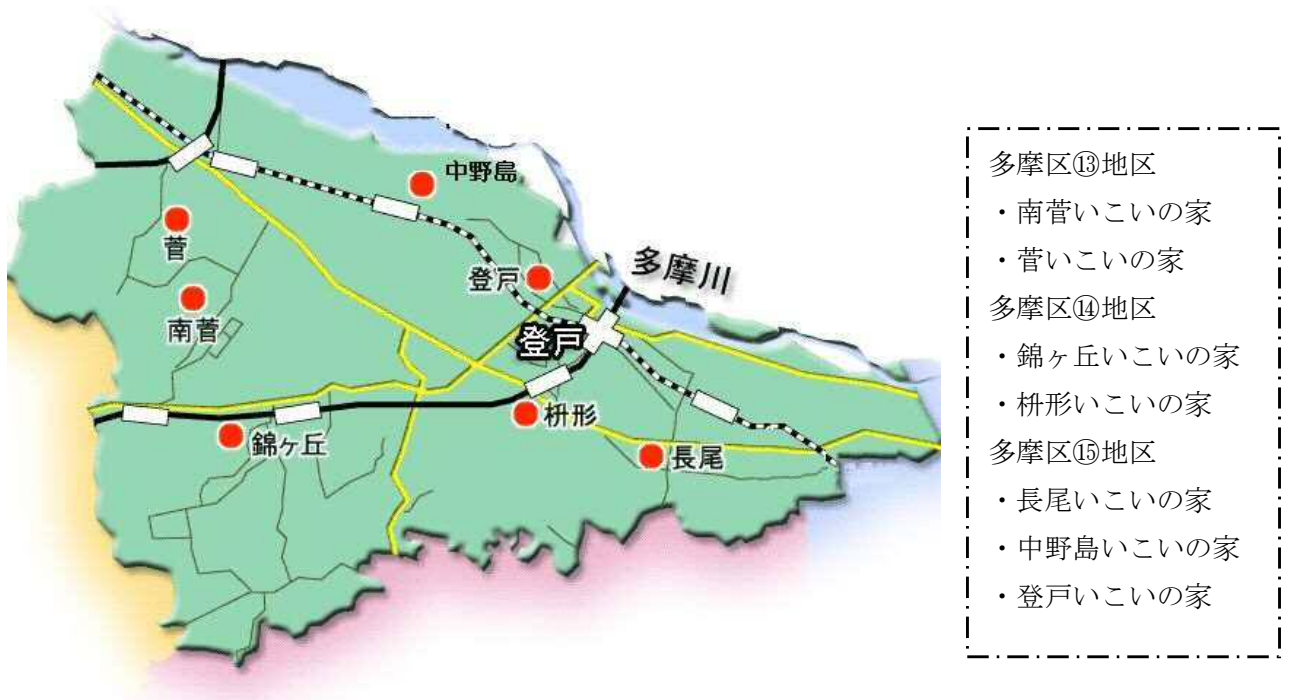 中野島
菅
登戸
多摩川
南菅
登戸
枡形
錦ヶ丘
長尾
多摩区⑬地区
・南菅いこいの家
・菅いこいの家
多摩区⑭地区
・錦ヶ丘いこいの家
・枡形いこいの家
多摩区⑮地区
・長尾いこいの家
・中野島いこいの家
・登戸いこいの家